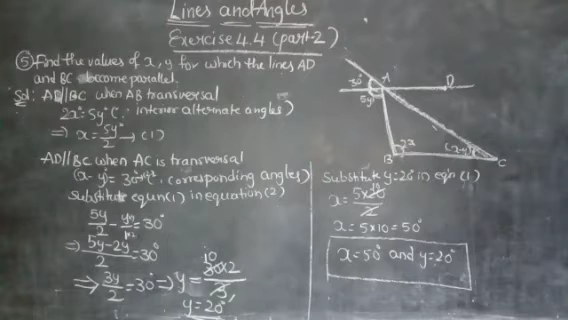 Lines and Angles
Exercise 4.4 (part-2)
⑤ Find the values of x, y for which the lines AD
and BC become parallel.
Sol: AD//BC when AB transversal
2x = 5y (∵ interior alternate angles)
⇒ x = 5y/2 → (1)
AD//BC when AC is transversal
(x-y) = 30° → (2) (∵ corresponding angles)
substitute eqn (1) in equation (2)
5y/2 - y = 30°
⇒ 5y-2y/2 = 30°
⇒ 3y/2 = 30° ⇒ y = 30×2/3
y = 20°
30° A D
5y
2x (x-y)
B C
Substitute y=20° in eqn (1)
x = 5×20/2
x = 5×10 = 50°
x = 50° and y = 20°